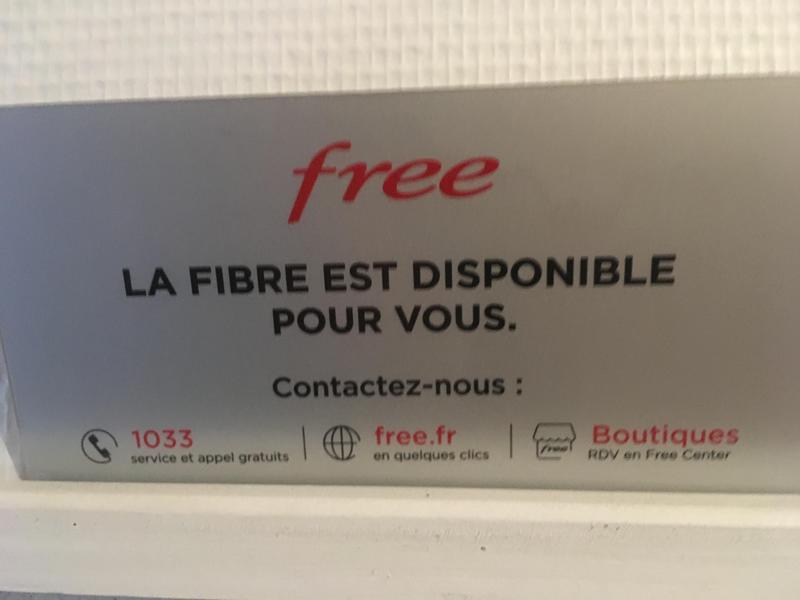 free
LA FIBRE EST DISPONIBLE
POUR VOUS.
Contactez-nous :
1033
service et appel gratuits
free.fr
en quelques clics
free
Boutiques
RDV en Free Center